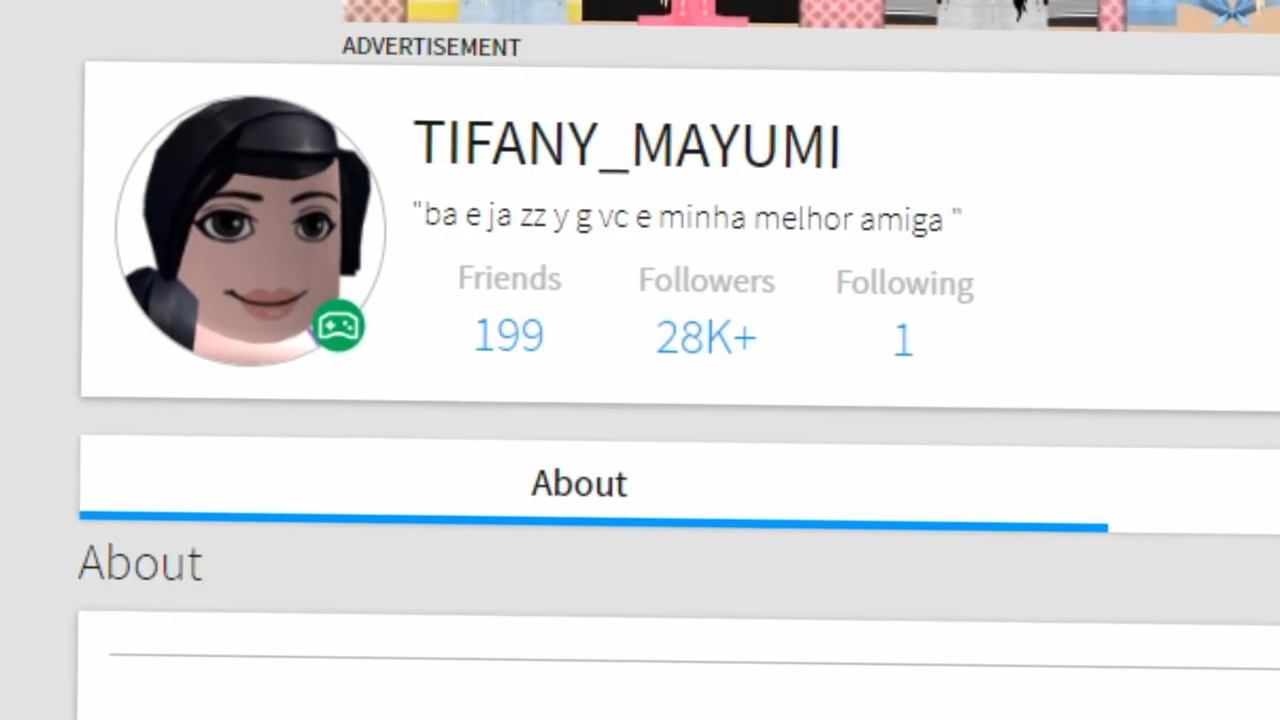 ADVERTISEMENT
TIFANY_MAYUMI
"ba e ja zz y g vc e minha melhor amiga "
Friends Followers Following
199 28K+ 1
About
About